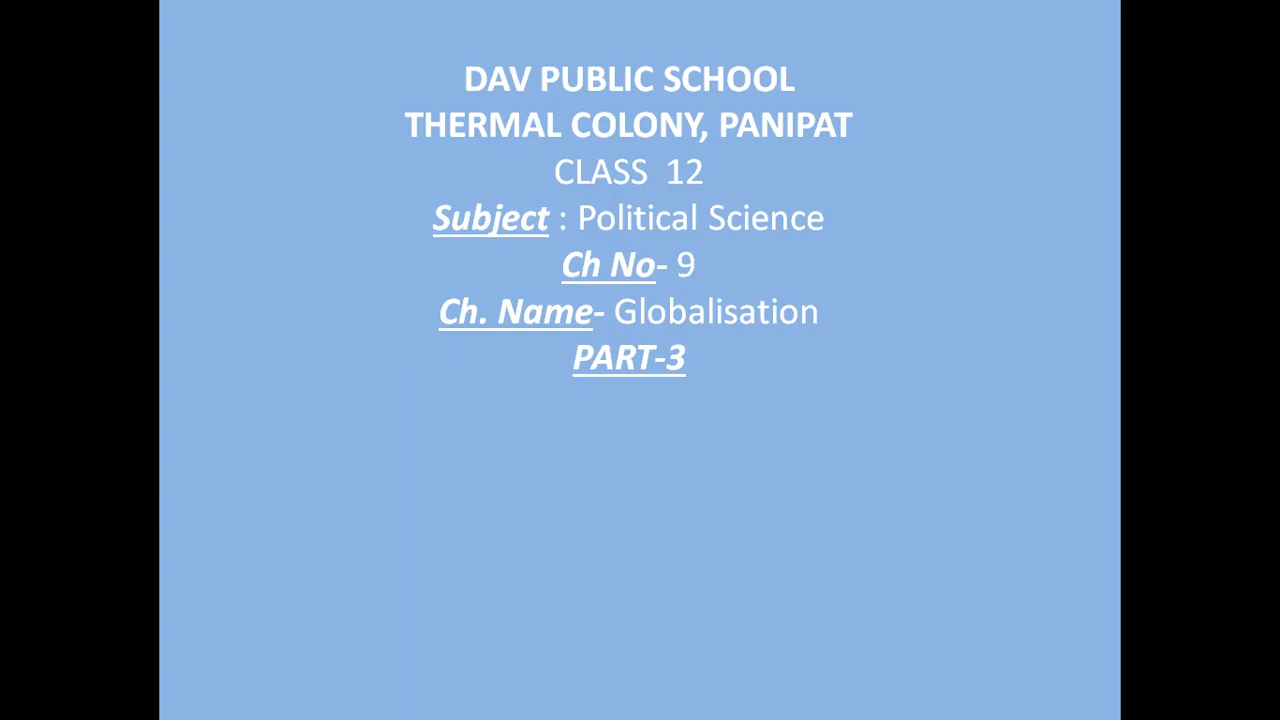 DAV PUBLIC SCHOOL
THERMAL COLONY, PANIPAT
CLASS  12
Subject : Political Science
Ch No- 9
Ch. Name- Globalisation
PART-3